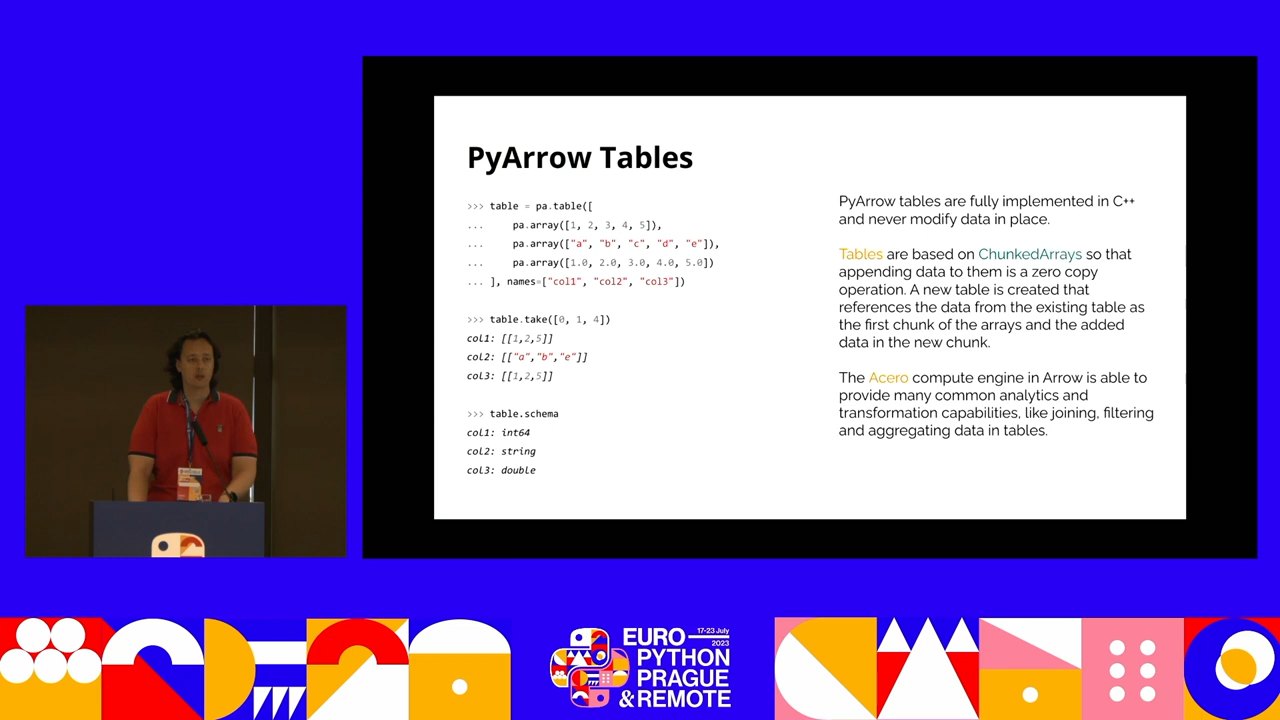 PyArrow Tables
>>> table = pa.table([
...     pa.array([1, 2, 3, 4, 5]),
...     pa.array(["a", "b", "c", "d", "e"]),
...     pa.array([1.0, 2.0, 3.0, 4.0, 5.0])
... ], names=["col1", "col2", "col3"])
>>> table.take([0, 1, 4])
col1: [[1,2,5]]
col2: [["a","b","e"]]
col3: [[1,2,5]]
>>> table.schema
col1: int64
col2: string
col3: double
PyArrow tables are fully implemented in C++
and never modify data in place.
Tables are based on ChunkedArrays so that
appending data to them is a zero copy
operation. A new table is created that
references the data from the existing table as
the first chunk of the arrays and the added
data in the new chunk.
The Acero compute engine in Arrow is able to
provide many common analytics and
transformation capabilities, like joining, filtering
and aggregating data in tables.
EURO
17-23 July
2023
PYTHON
PRAGUE
& REMOTE